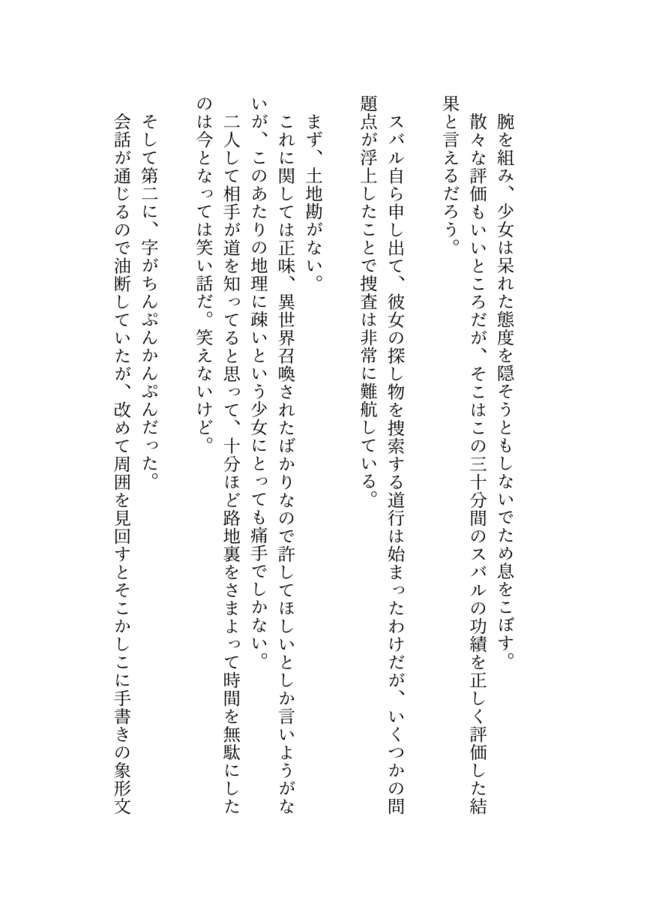 腕を組み、少女は呆れた態度を隠そうともしないでため息をこぼす。
散々な評価もいいところだが、そこはこの三十分間のスバルの功績を正しく評価した結
果と言えるだろう。
スバル自ら申し出て、彼女の探し物を捜索する道行は始まったわけだが、いくつかの問
題点が浮上したことで捜査は非常に難航している。
まず、土地勘がない。
これに関しては正味、異世界召喚されたばかりなので許してほしいとしか言いようがな
いが、このあたりの地理に疎いという少女にとっても痛手でしかない。
二人して相手が道を知ってると思って、十分ほど路地裏をさまよって時間を無駄にした
のは今となっては笑い話だ。笑えないけど。
そして第二に、字がちんぷんかんぷんだった。
会話が通じるので油断していたが、改めて周囲を見回すとそこかしこに手書きの象形文